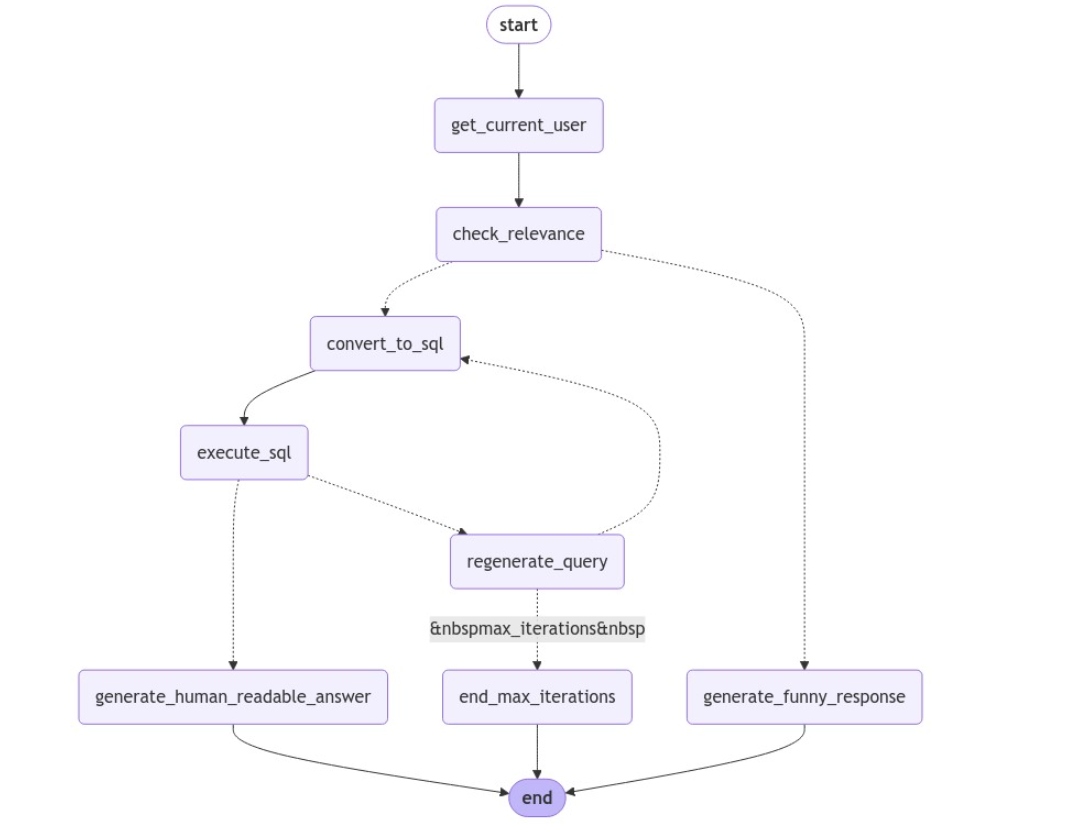 start
get_current_user
check_relevance
convert_to_sql
execute_sql
regenerate_query
&nbspmax_iterations&nbsp
generate_human_readable_answer
end_max_iterations
generate_funny_response
end